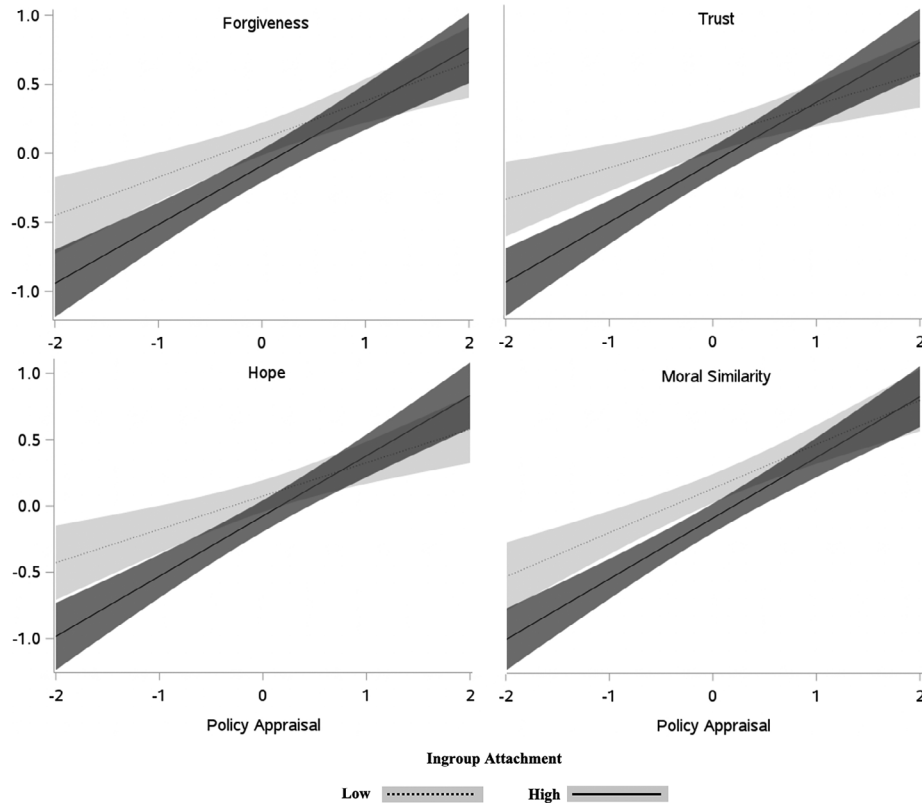 Forgiveness
Trust
1.0
0.5
0.0
-0.5
-1.0
-2 -1 0 1 2
-2 -1 0 1 2
Hope
Moral Similarity
1.0
0.5
0.0
-0.5
-1.0
-2 -1 0 1 2
-2 -1 0 1 2
Policy Appraisal
Policy Appraisal
Ingroup Attachment
Low High